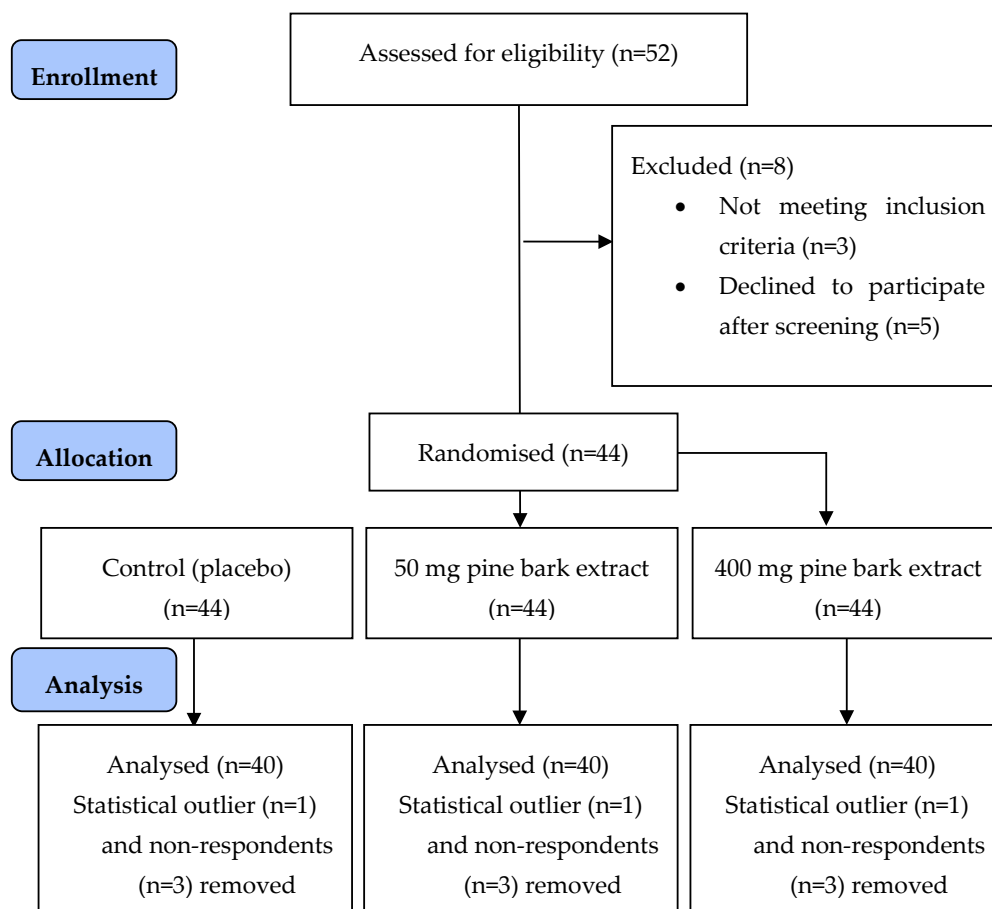 Enrollment
Assessed for eligibility (n=52)
Excluded (n=8)
• Not meeting inclusion
criteria (n=3)
• Declined to participate
after screening (n=5)
Allocation
Randomised (n=44)
Control (placebo)
(n=44)
50 mg pine bark extract
(n=44)
400 mg pine bark extract
(n=44)
Analysis
Analysed (n=40)
Statistical outlier (n=1)
and non-respondents
(n=3) removed
Analysed (n=40)
Statistical outlier (n=1)
and non-respondents
(n=3) removed
Analysed (n=40)
Statistical outlier (n=1)
and non-respondents
(n=3) removed